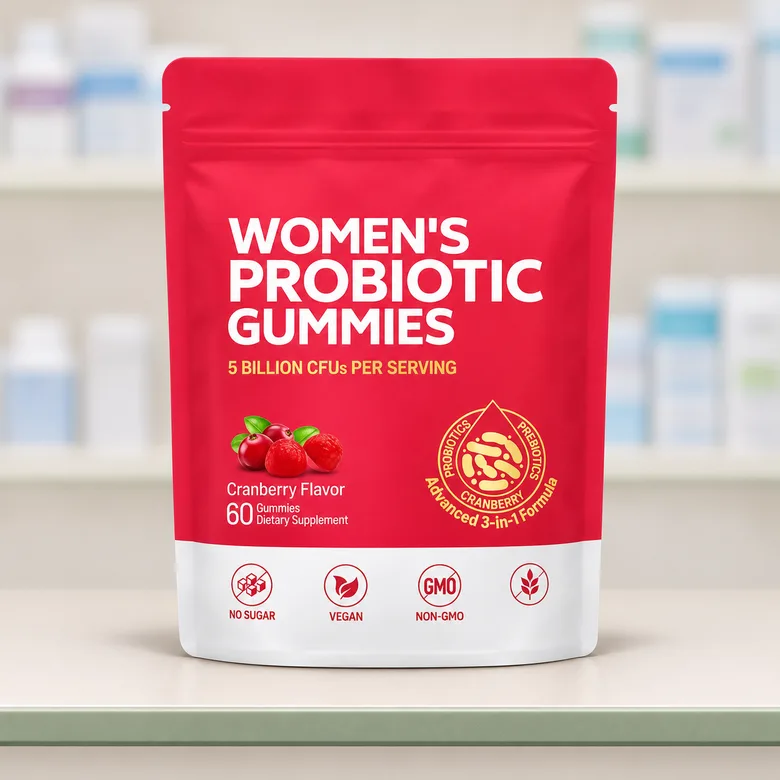 WOMEN'S
PROBIOTIC
GUMMIES
5 BILLION CFUs PER SERVING
PROBIOTICS
PREBIOTICS
CRANBERRY
Advanced 3-in-1 Formula
Cranberry Flavor
60 Gummies
Dietary Supplement
NO SUGAR
VEGAN
GMO
NON-GMO